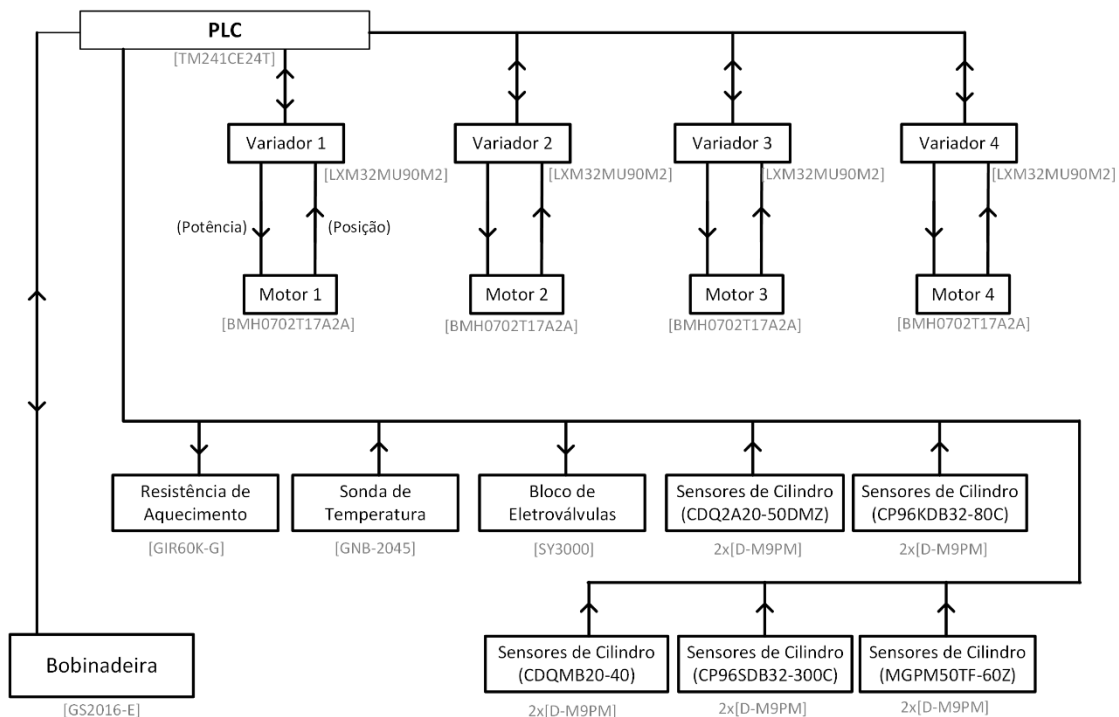 PLC
[TM241CE24T]
Variador 1
Variador 2
Variador 3
Variador 4
[LXM32MU90M2]
[LXM32MU90M2]
[LXM32MU90M2]
[LXM32MU90M2]
(Potência)
(Posição)
Motor 1
Motor 2
Motor 3
Motor 4
[BMH0702T17A2A]
[BMH0702T17A2A]
[BMH0702T17A2A]
[BMH0702T17A2A]
Resistência de
Aquecimento
[GIR60K-G]
Sonda de
Temperatura
[GNB-2045]
Bloco de
Eletroválvulas
[SY3000]
Sensores de Cilindro
(CDQ2A20-50DMZ)
2x[D-M9PM]
Sensores de Cilindro
(CP96KDB32-80C)
2x[D-M9PM]
Bobinadeira
[GS2016-E]
Sensores de Cilindro
(CDQMB20-40)
2x[D-M9PM]
Sensores de Cilindro
(CP96SDB32-300C)
2x[D-M9PM]
Sensores de Cilindro
(MGPM50TF-60Z)
2x[D-M9PM]